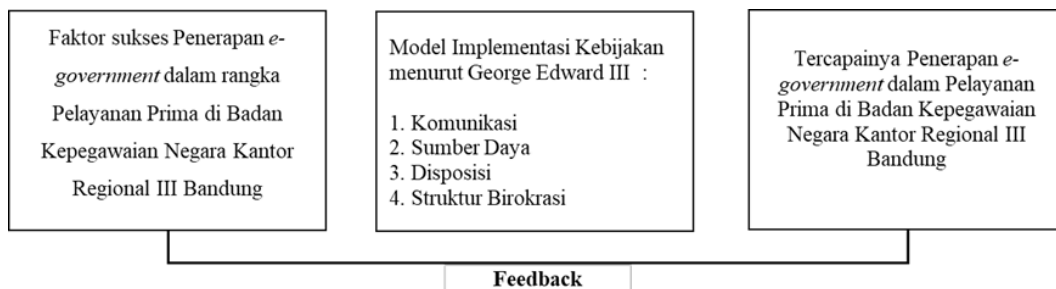 Faktor sukses Penerapan e-
government dalam rangka
Pelayanan Prima di Badan
Kepegawaian Negara Kantor
Regional III Bandung
Model Implementasi Kebijakan
menurut George Edward III :
1. Komunikasi
2. Sumber Daya
3. Disposisi
4. Struktur Birokrasi
Tercapainya Penerapan e-
government dalam Pelayanan
Prima di Badan Kepegawaian
Negara Kantor Regional III
Bandung
Feedback